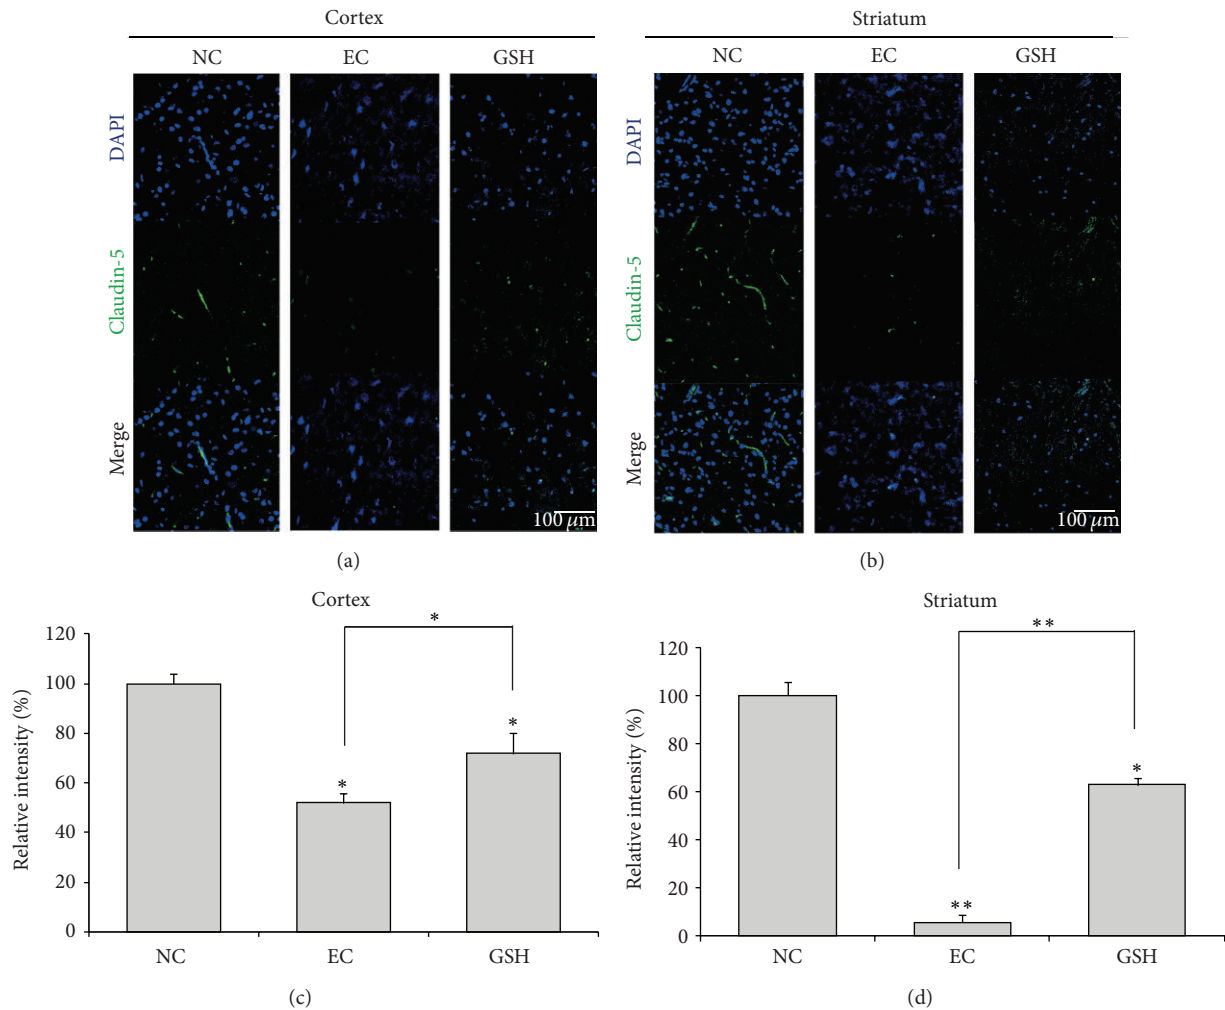 Cortex
NC EC GSH
DAPI
Claudin-5
Merge
100 μm
(a)
Striatum
NC EC GSH
DAPI
Claudin-5
Merge
100 μm
(b)
Cortex
Relative intensity (%)
120
100
80
60
40
20
0
*
*
*
NC EC GSH
(c)
Striatum
Relative intensity (%)
120
100
80
60
40
20
0
**
**
*
NC EC GSH
(d)